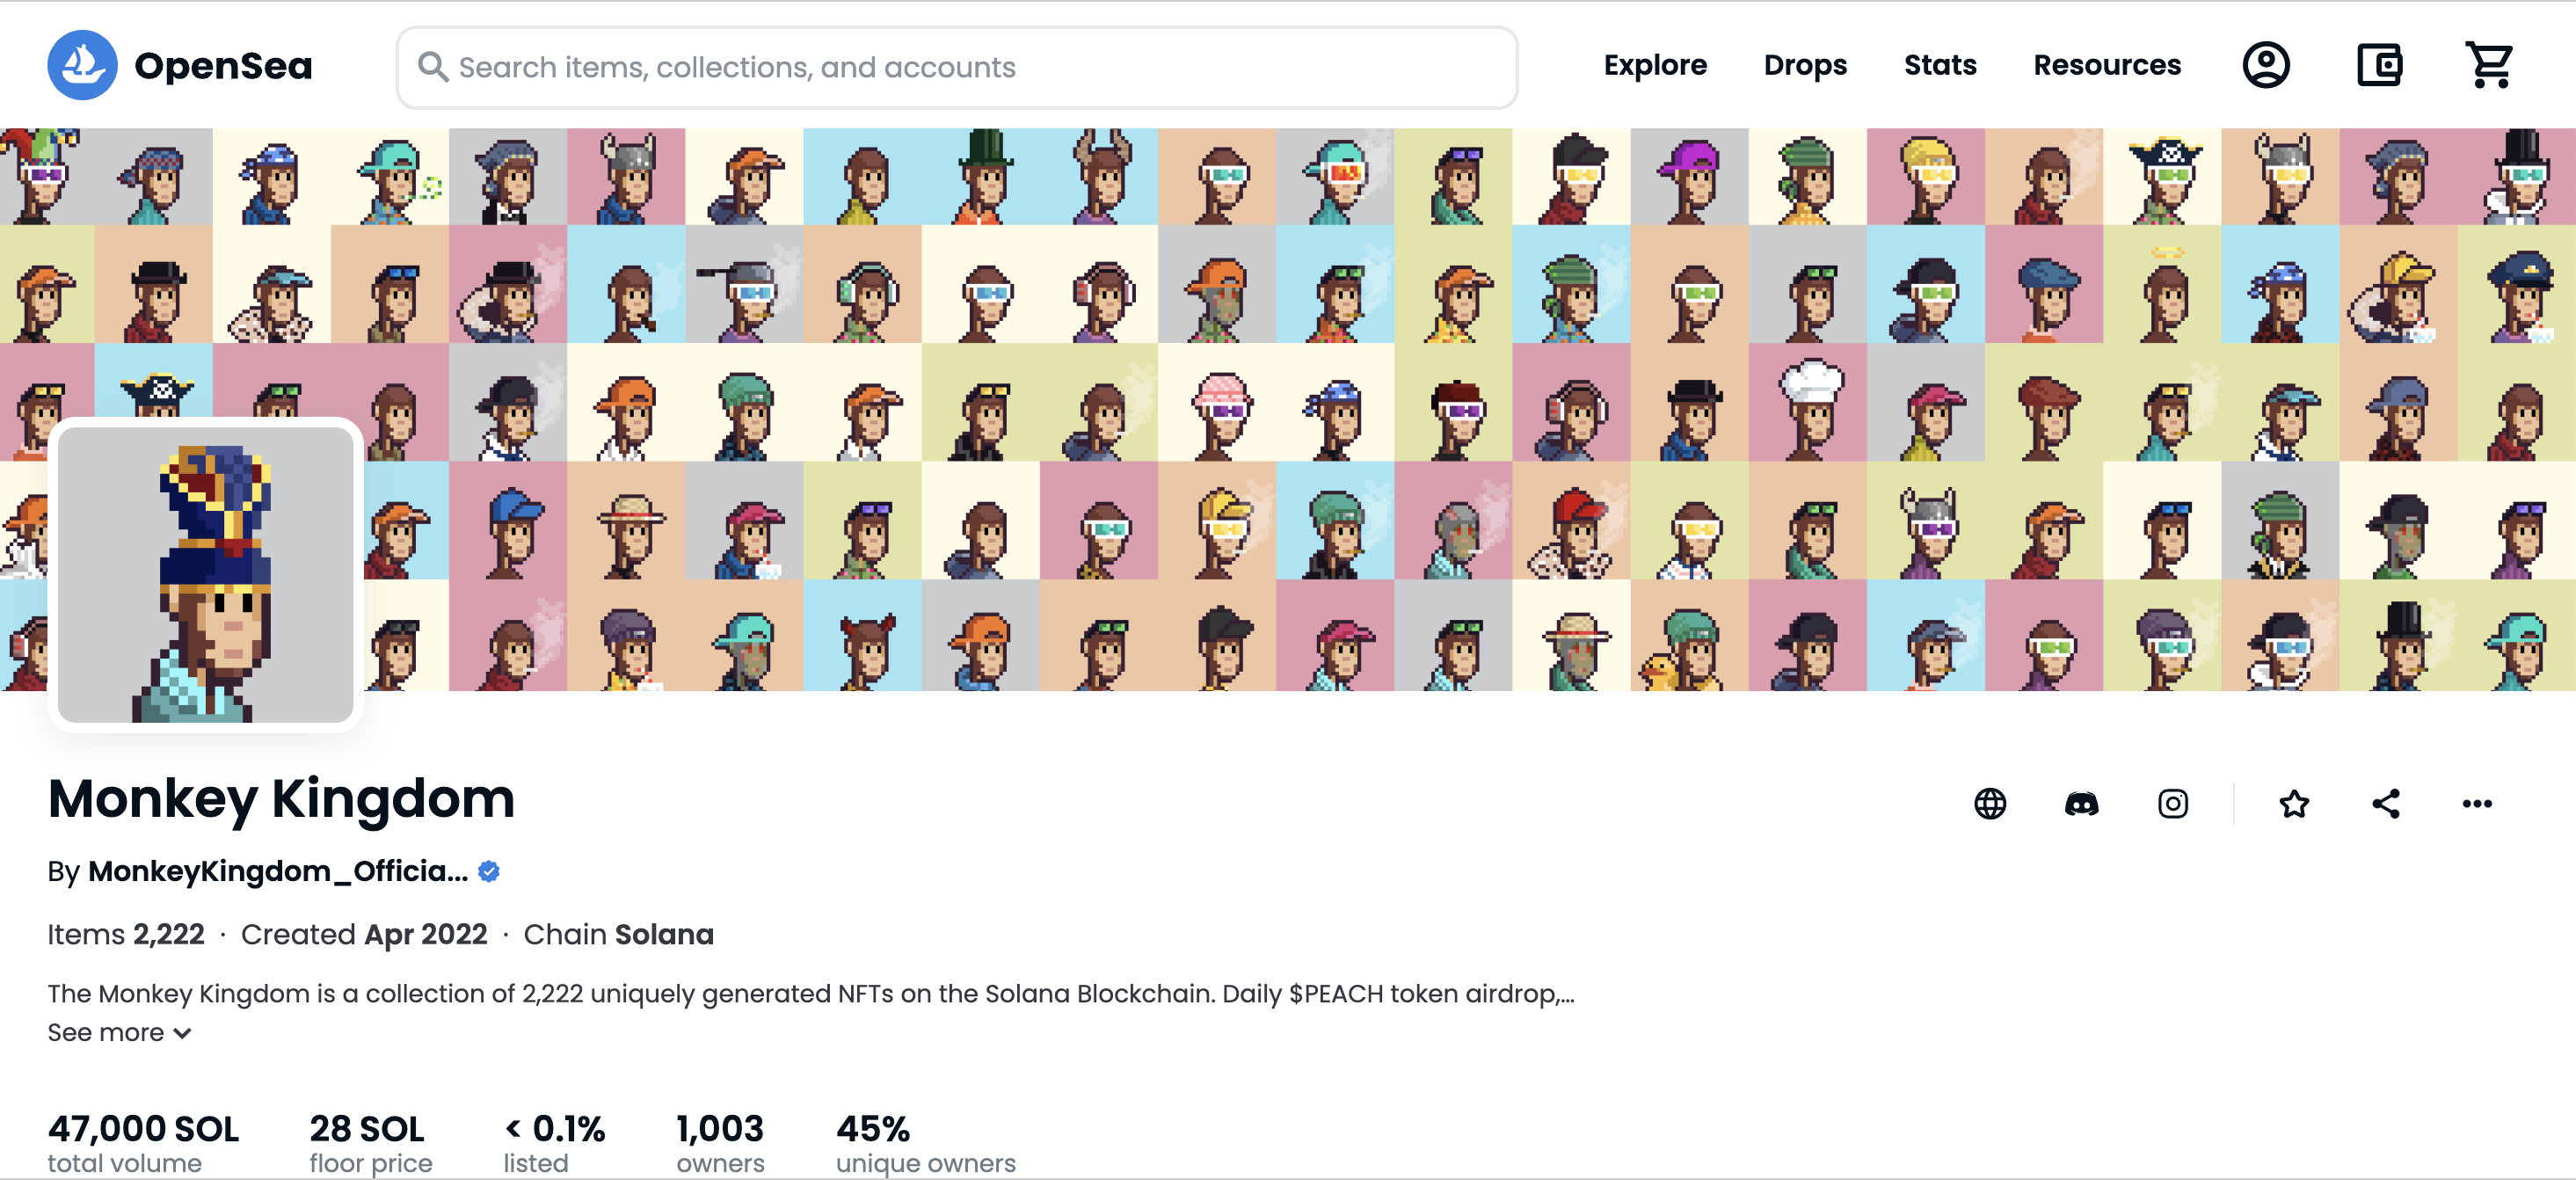 OpenSea
Search items, collections, and accounts
Explore Drops Stats Resources
Monkey Kingdom
By MonkeyKingdom_Officia...
Items 2,222 · Created Apr 2022 · Chain Solana
The Monkey Kingdom is a collection of 2,222 uniquely generated NFTs on the Solana Blockchain. Daily $PEACH token airdrop,...
See more
47,000 SOL 28 SOL < 0.1% 1,003 45%
total volume floor price listed owners unique owners